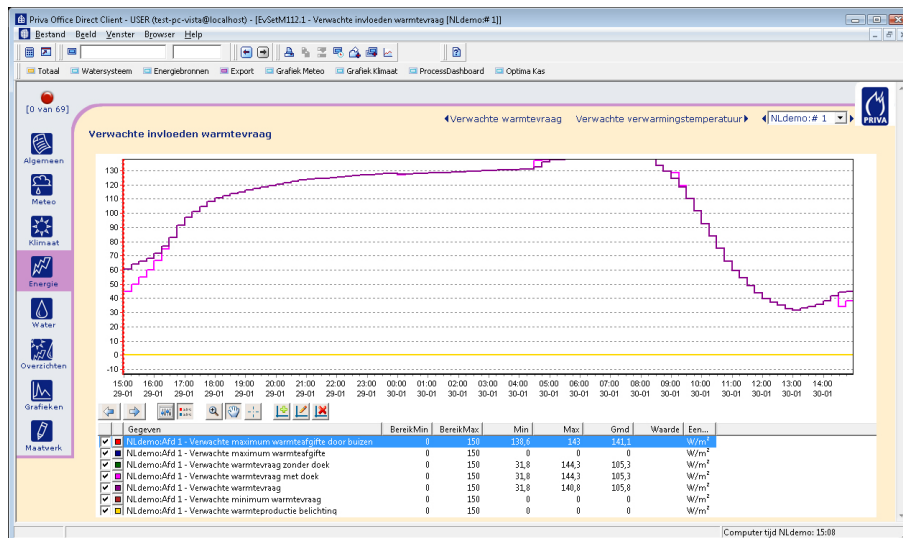 Priva Office Direct Client - USER (test-pc-vista@localhost) - [EvSetM112.1 - Verwachte invloeden warmtevraag [NLdemo:# 1]]
Bestand Beeld Venster Browser Help
Totaal Watersysteem Energiebronnen Export Grafiek Meteo Grafiek Klimaat ProcessDashboard Optima Kas
[0 van 69]
Verwachte warmtevraag Verwachte verwarmingstemperatuur NLdemo:# 1
PRIVA
Verwachte invloeden warmtevraag
Algemeen
Meteo
Klimaat
Energie
Water
Overzichten
Grafieken
Maatwerk
130
120
110
100
90
80
70
60
50
40
30
20
10
0
-10
15:00 16:00 17:00 18:00 19:00 20:00 21:00 22:00 23:00 00:00 01:00 02:00 03:00 04:00 05:00 06:00 07:00 08:00 09:00 10:00 11:00 12:00 13:00 14:00
29-01 29-01 29-01 29-01 29-01 29-01 29-01 29-01 29-01 30-01 30-01 30-01 30-01 30-01 30-01 30-01 30-01 30-01 30-01 30-01 30-01 30-01 30-01 30-01
Gegeven BereikMin BereikMax Min Max Gmd Waarde Een...
NLdemo:Afd 1 - Verwachte maximum warmteafgifte door buizen 0 150 138,6 143 141,1 W/m²
NLdemo:Afd 1 - Verwachte maximum warmteafgifte 0 150 0 0 0 W/m²
NLdemo:Afd 1 - Verwachte warmtevraag zonder doek 0 150 31,8 144,3 105,3 W/m²
NLdemo:Afd 1 - Verwachte warmtevraag met doek 0 150 31,8 144,3 105,3 W/m²
NLdemo:Afd 1 - Verwachte warmtevraag 0 150 31,8 140,8 105,8 W/m²
NLdemo:Afd 1 - Verwachte minimum warmtevraag 0 150 0 0 0 W/m²
NLdemo:Afd 1 - Verwachte warmteproductie belichting 0 150 0 0 0 W/m²
Computer tijd NLdemo: 15:08